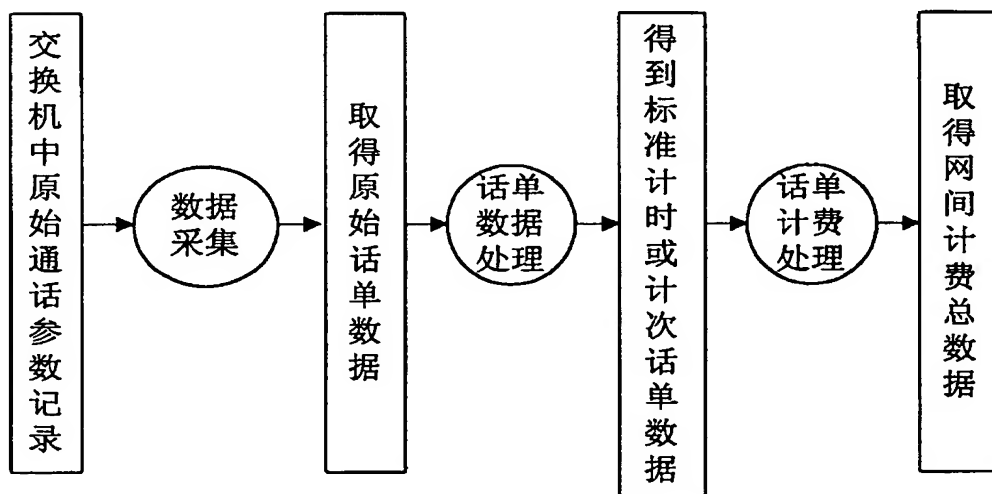 交换机中原始通话参数记录
数据
采集
取得原始话单数据
话单
数据
处理
得到标准计时或计次话单数据
话单
计费
处理
取得网间计费总数据